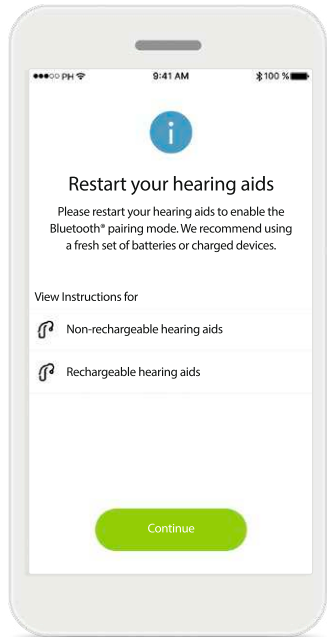 ●●●○○ PH 9:41 AM 100 %
i
Restart your hearing aids
Please restart your hearing aids to enable the
Bluetooth® pairing mode. We recommend using
a fresh set of batteries or charged devices.
View Instructions for
Non-rechargeable hearing aids
Rechargeable hearing aids
Continue